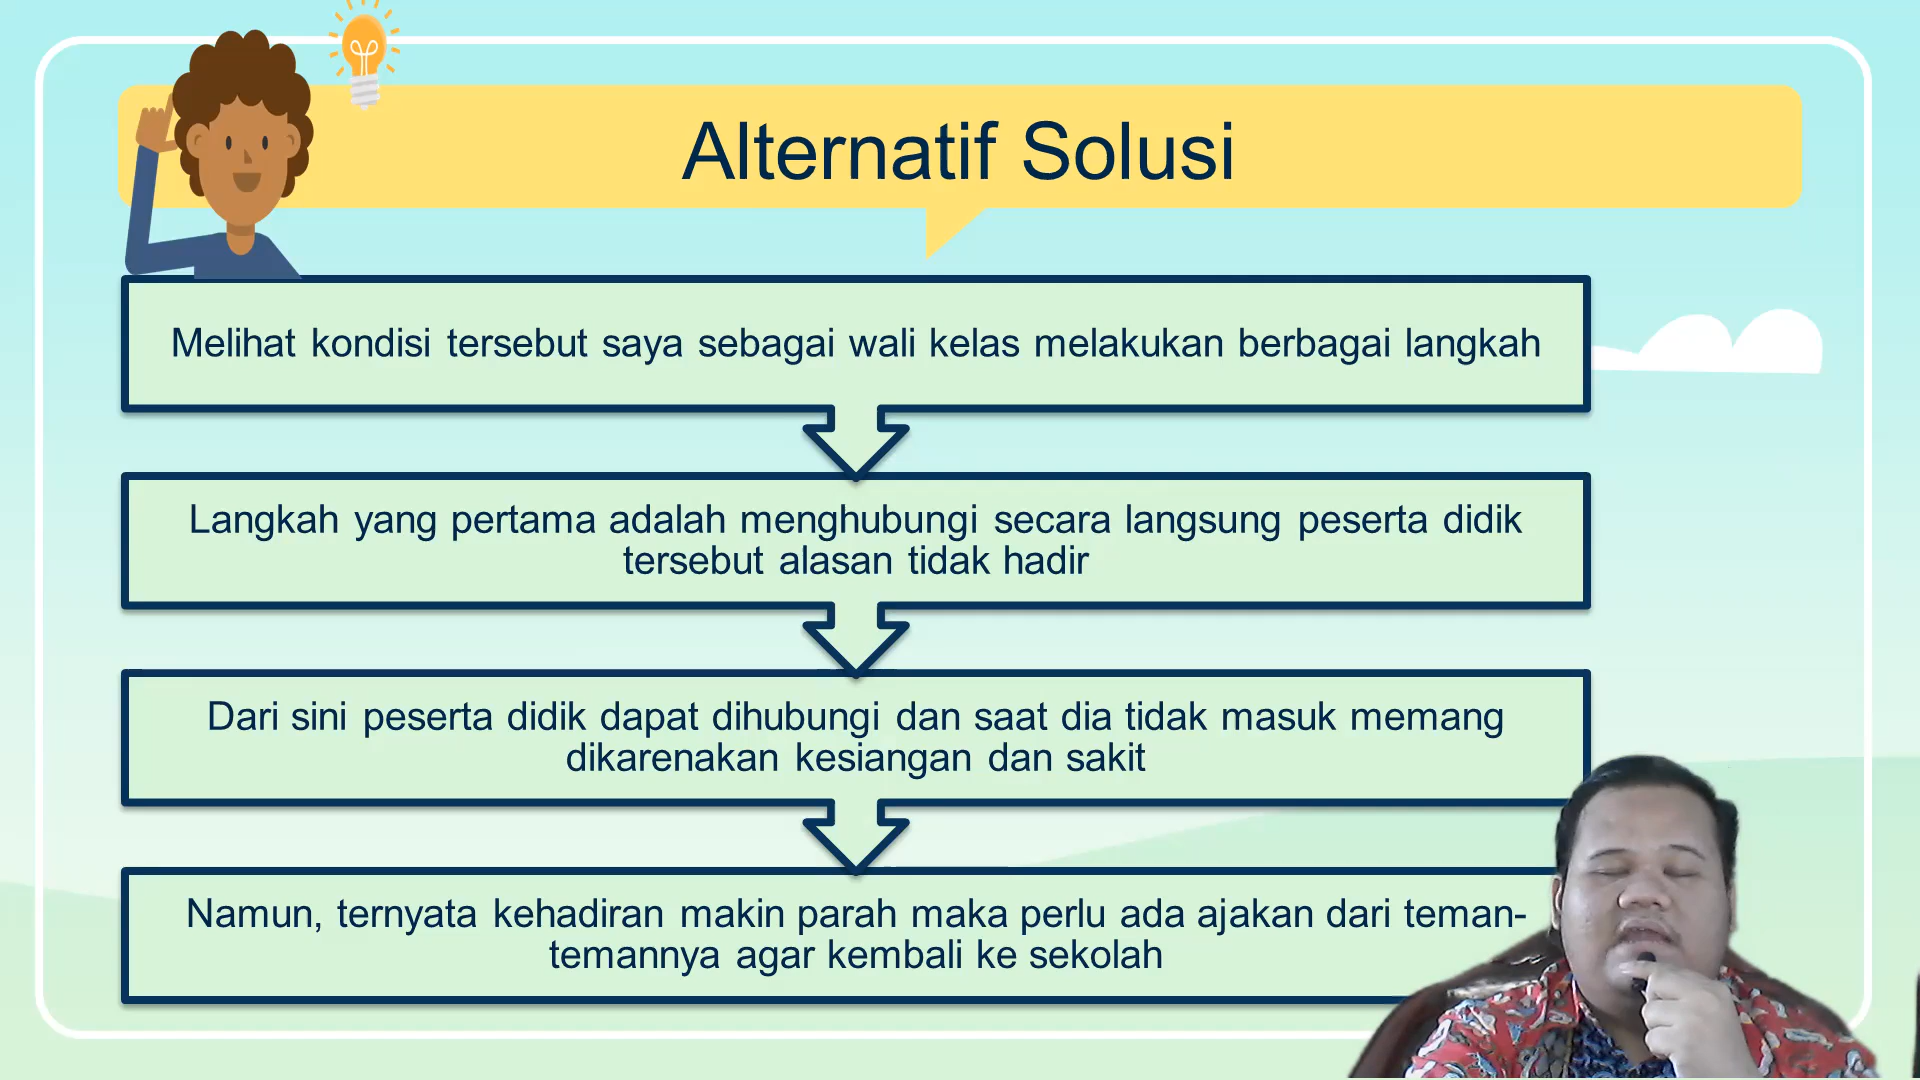 Alternatif Solusi
Melihat kondisi tersebut saya sebagai wali kelas melakukan berbagai langkah
Langkah yang pertama adalah menghubungi secara langsung peserta didik
tersebut alasan tidak hadir
Dari sini peserta didik dapat dihubungi dan saat dia tidak masuk memang
dikarenakan kesiangan dan sakit
Namun, ternyata kehadiran makin parah maka perlu ada ajakan dari teman-
temannya agar kembali ke sekolah